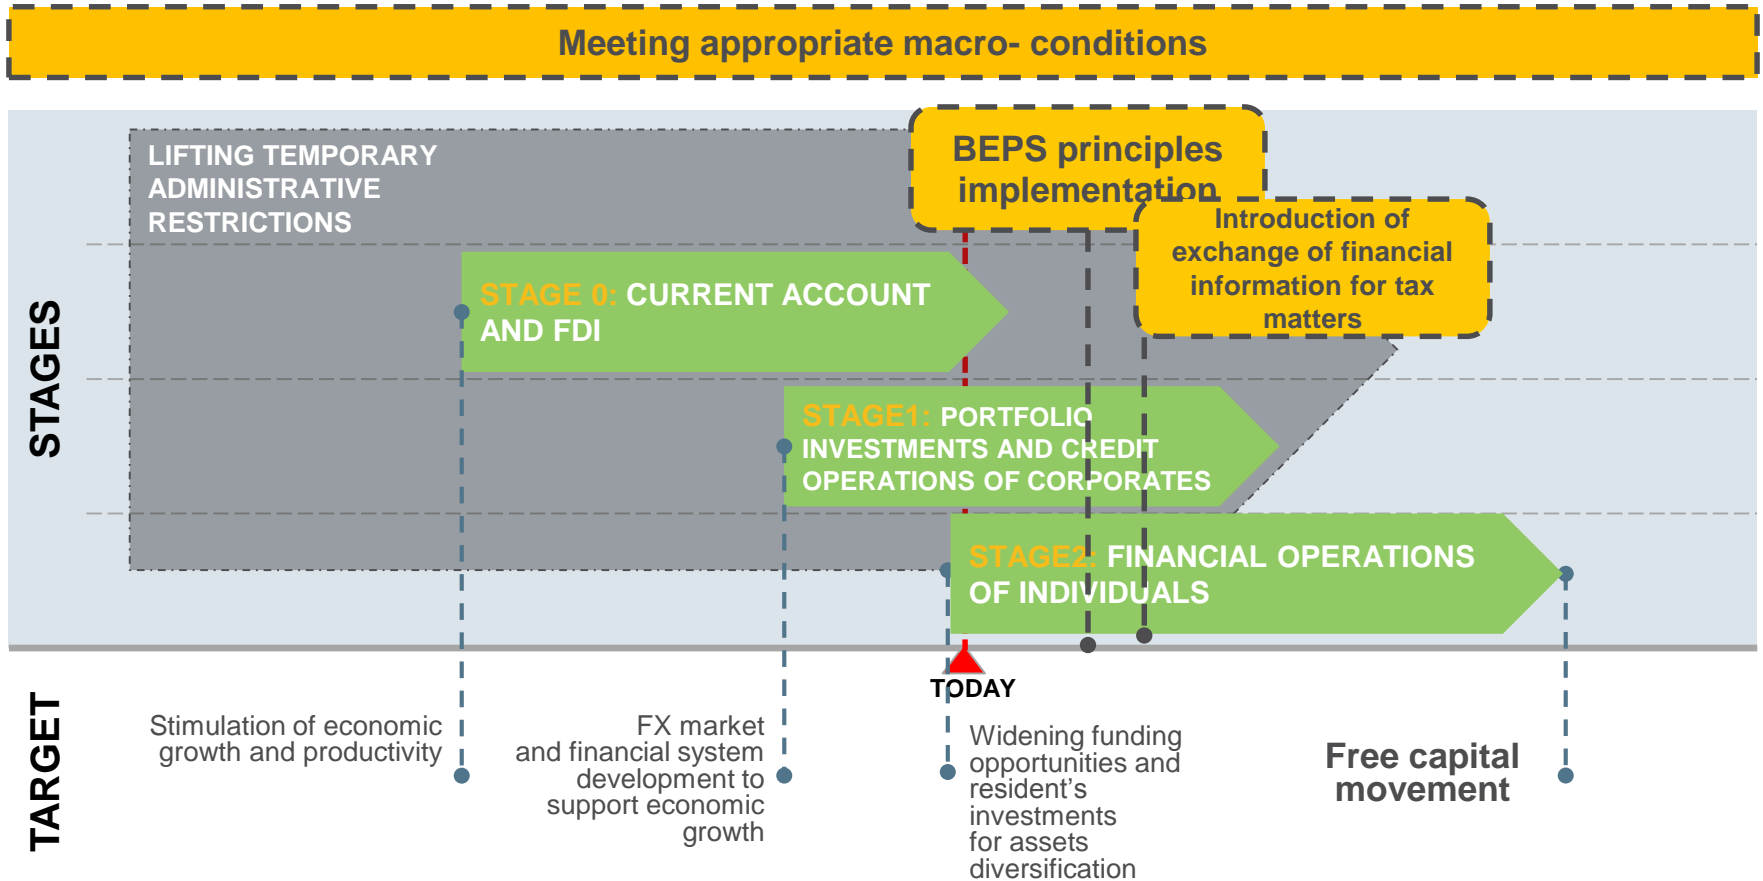 Meeting appropriate macro- conditions
LIFTING TEMPORARY
ADMINISTRATIVE
RESTRICTIONS
BEPS principles
implementation
Introduction of
exchange of financial
information for tax
matters
STAGES
STAGE 0: CURRENT ACCOUNT
AND FDI
STAGE1: PORTFOLIO
INVESTMENTS AND CREDIT
OPERATIONS OF CORPORATES
STAGE2: FINANCIAL OPERATIONS
OF INDIVIDUALS
TODAY
TARGET
Stimulation of economic
growth and productivity
FX market
and financial system
development to
support economic
growth
Widening funding
opportunities and
resident’s
investments
for assets
diversification
Free capital
movement